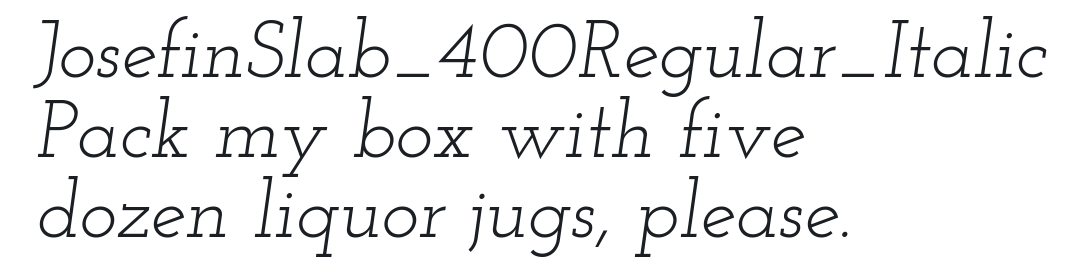 JosefinSlab_400Regular_Italic
Pack my box with five
dozen liquor jugs, please.